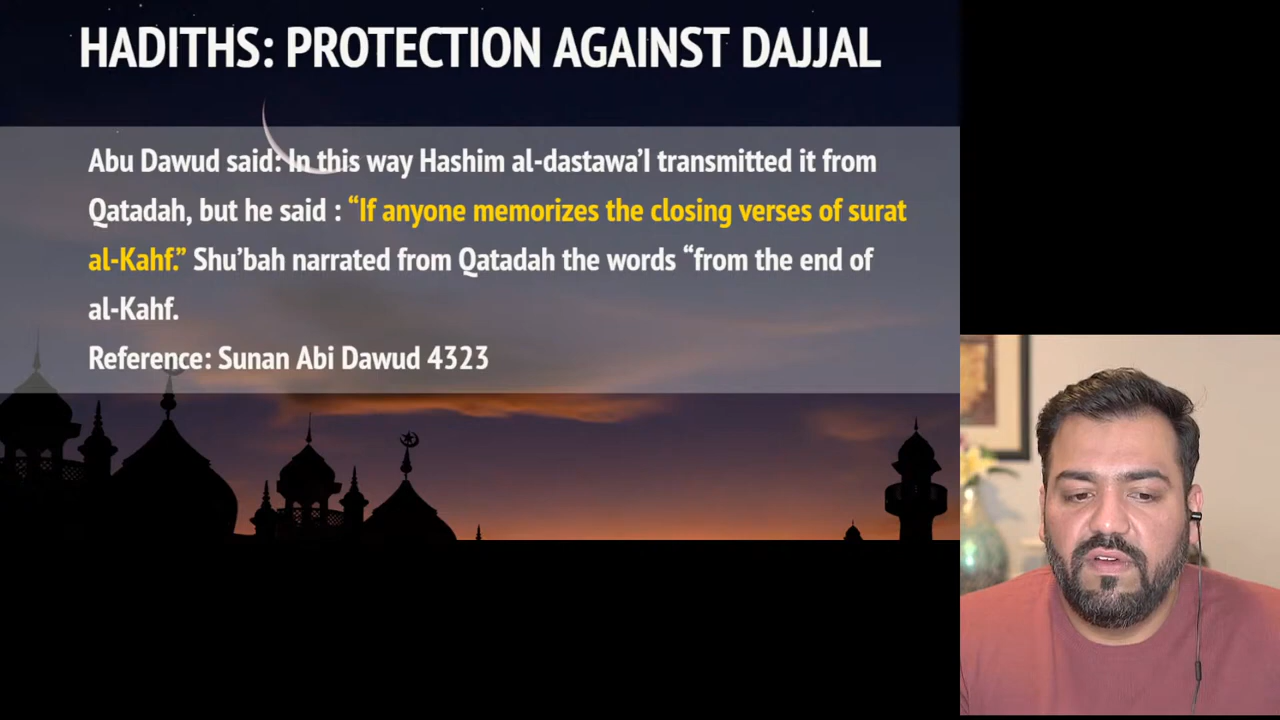 HADITHS: PROTECTION AGAINST DAJJAL
Abu Dawud said: In this way Hashim al-dastawa’I transmitted it from
Qatadah, but he said : “If anyone memorizes the closing verses of surat
al-Kahf.” Shu’bah narrated from Qatadah the words “from the end of
al-Kahf.
Reference: Sunan Abi Dawud 4323